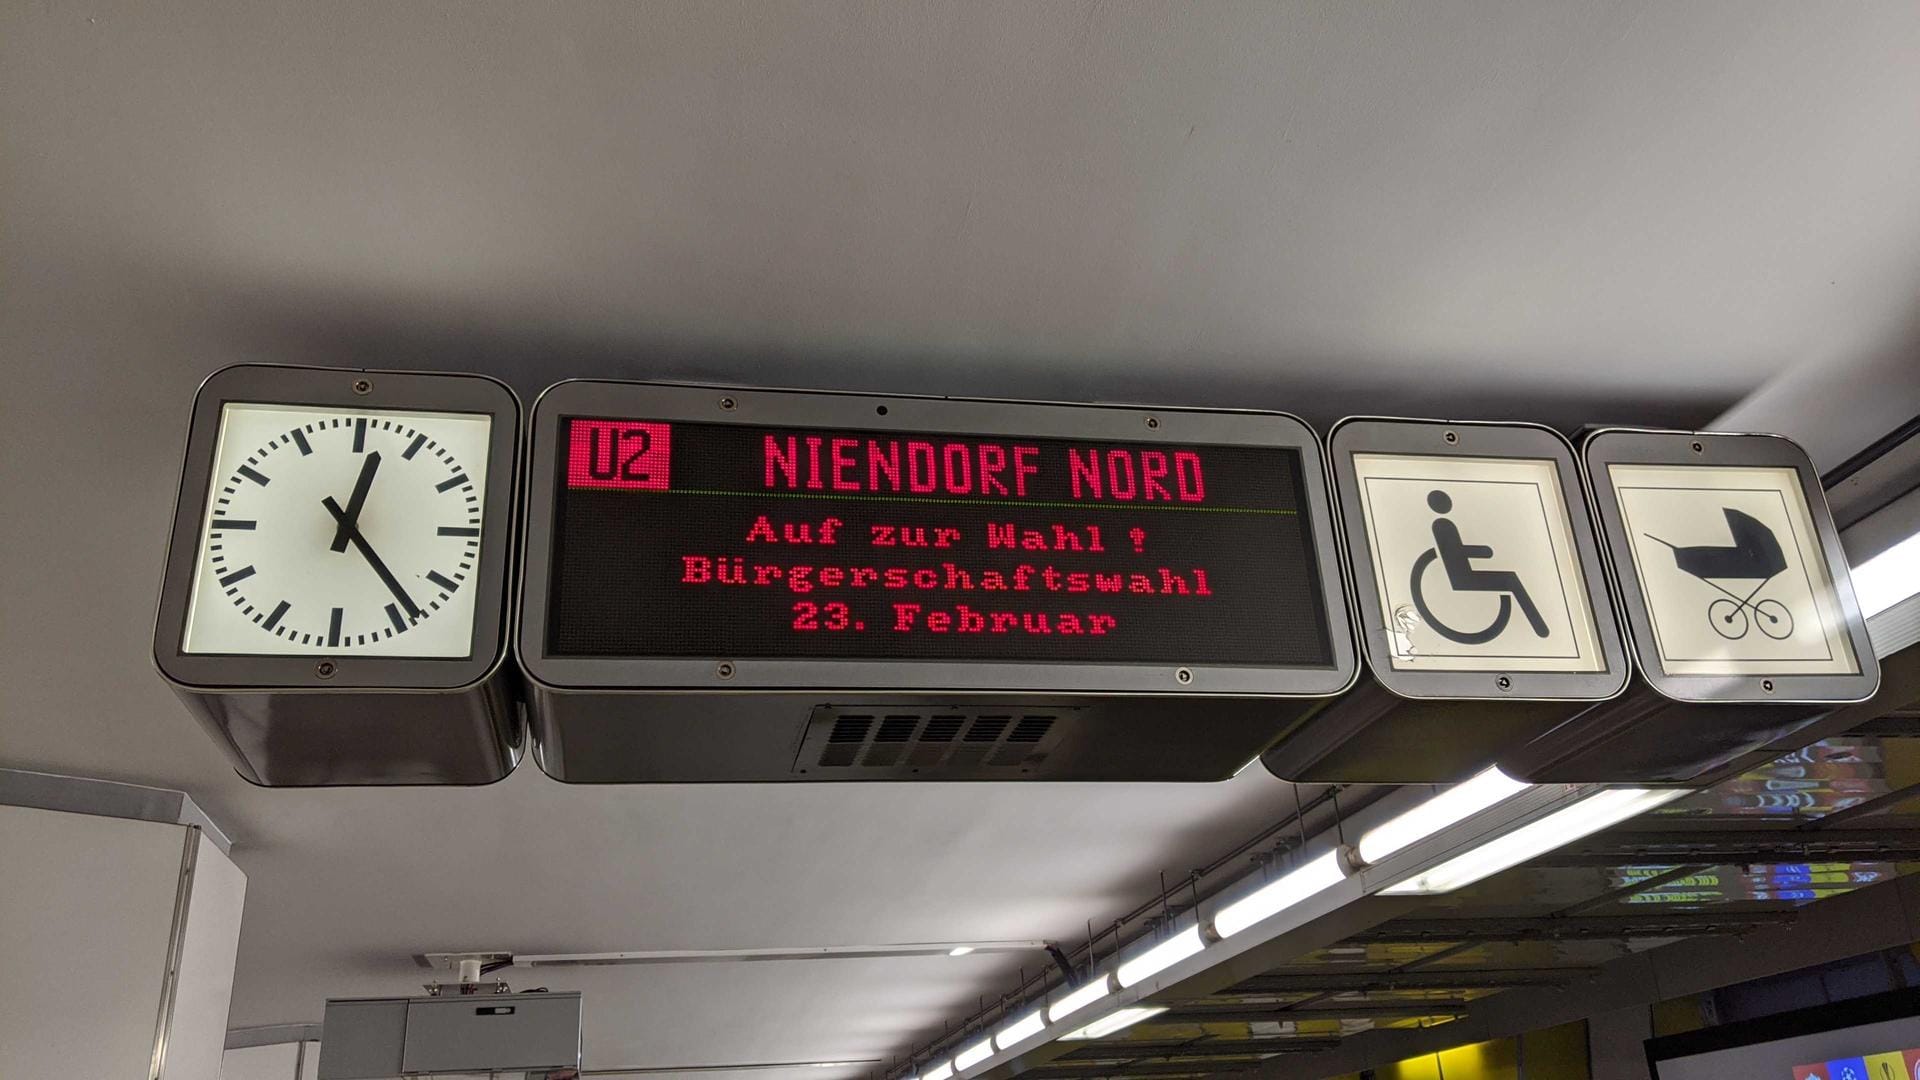 U2 NIENDORF NORD
Auf zur Wahl !
Bürgerschaftswahl
23. Februar